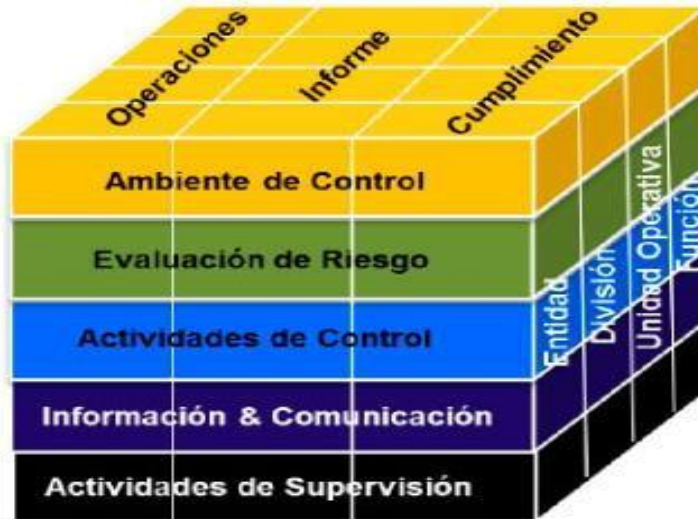 Operaciones
Informe
Cumplimiento
Ambiente de Control
Evaluación de Riesgo
Actividades de Control
Información & Comunicación
Actividades de Supervisión
Entidad
División
Unidad Operativa
Función